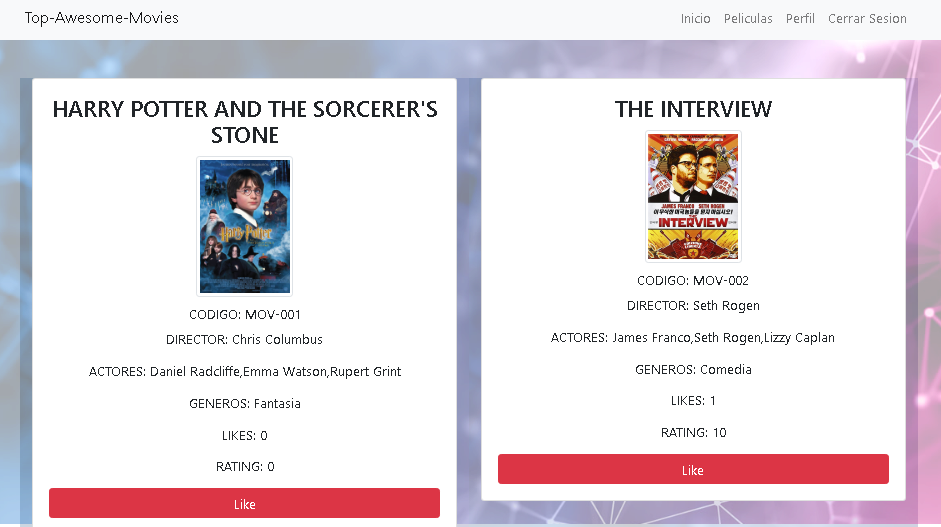 Top-Awesome-Movies
Inicio Peliculas Perfil Cerrar Sesion
HARRY POTTER AND THE SORCERER'S
STONE
Harry Potter
CODIGO: MOV-001
DIRECTOR: Chris Columbus
ACTORES: Daniel Radcliffe,Emma Watson,Rupert Grint
GENEROS: Fantasia
LIKES: 0
RATING: 0
Like
THE INTERVIEW
JAMES FRANCO SETH ROGEN
THE
INTERVIEW
CODIGO: MOV-002
DIRECTOR: Seth Rogen
ACTORES: James Franco,Seth Rogen,Lizzy Caplan
GENEROS: Comedia
LIKES: 1
RATING: 10
Like